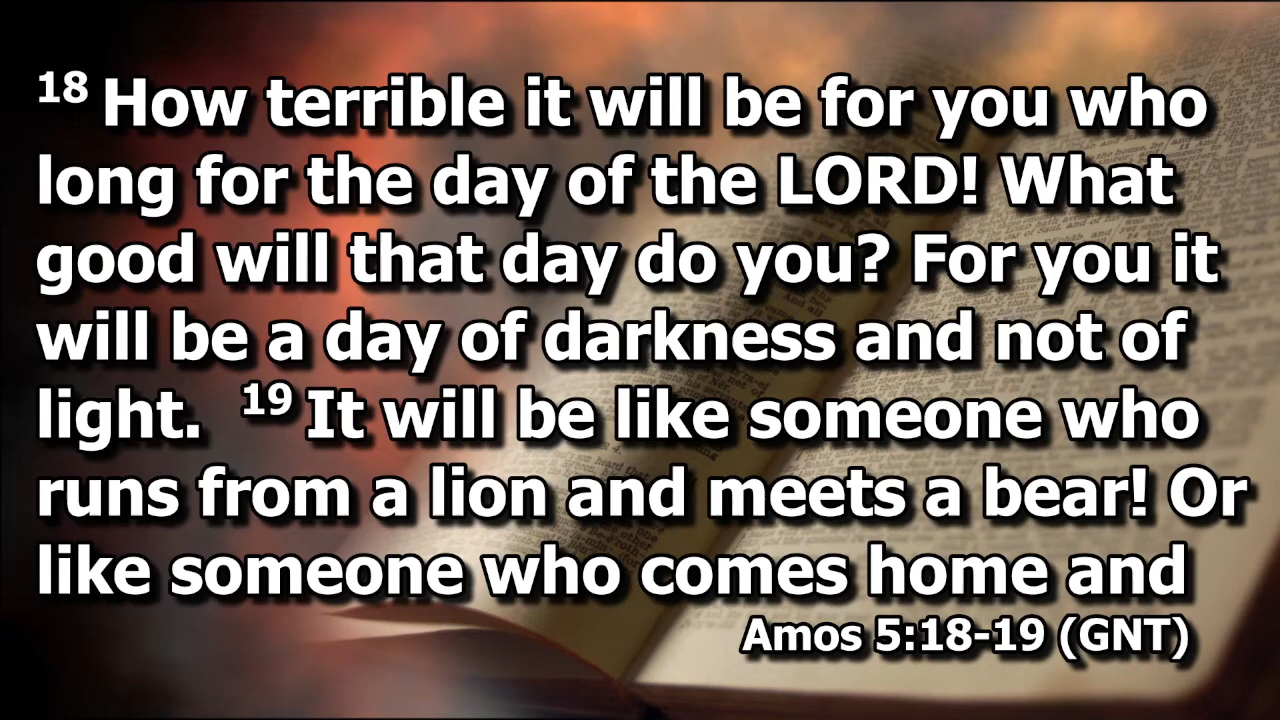 18 How terrible it will be for you who
long for the day of the LORD! What
good will that day do you? For you it
will be a day of darkness and not of
light. 19 It will be like someone who
runs from a lion and meets a bear! Or
like someone who comes home and
Amos 5:18-19 (GNT)